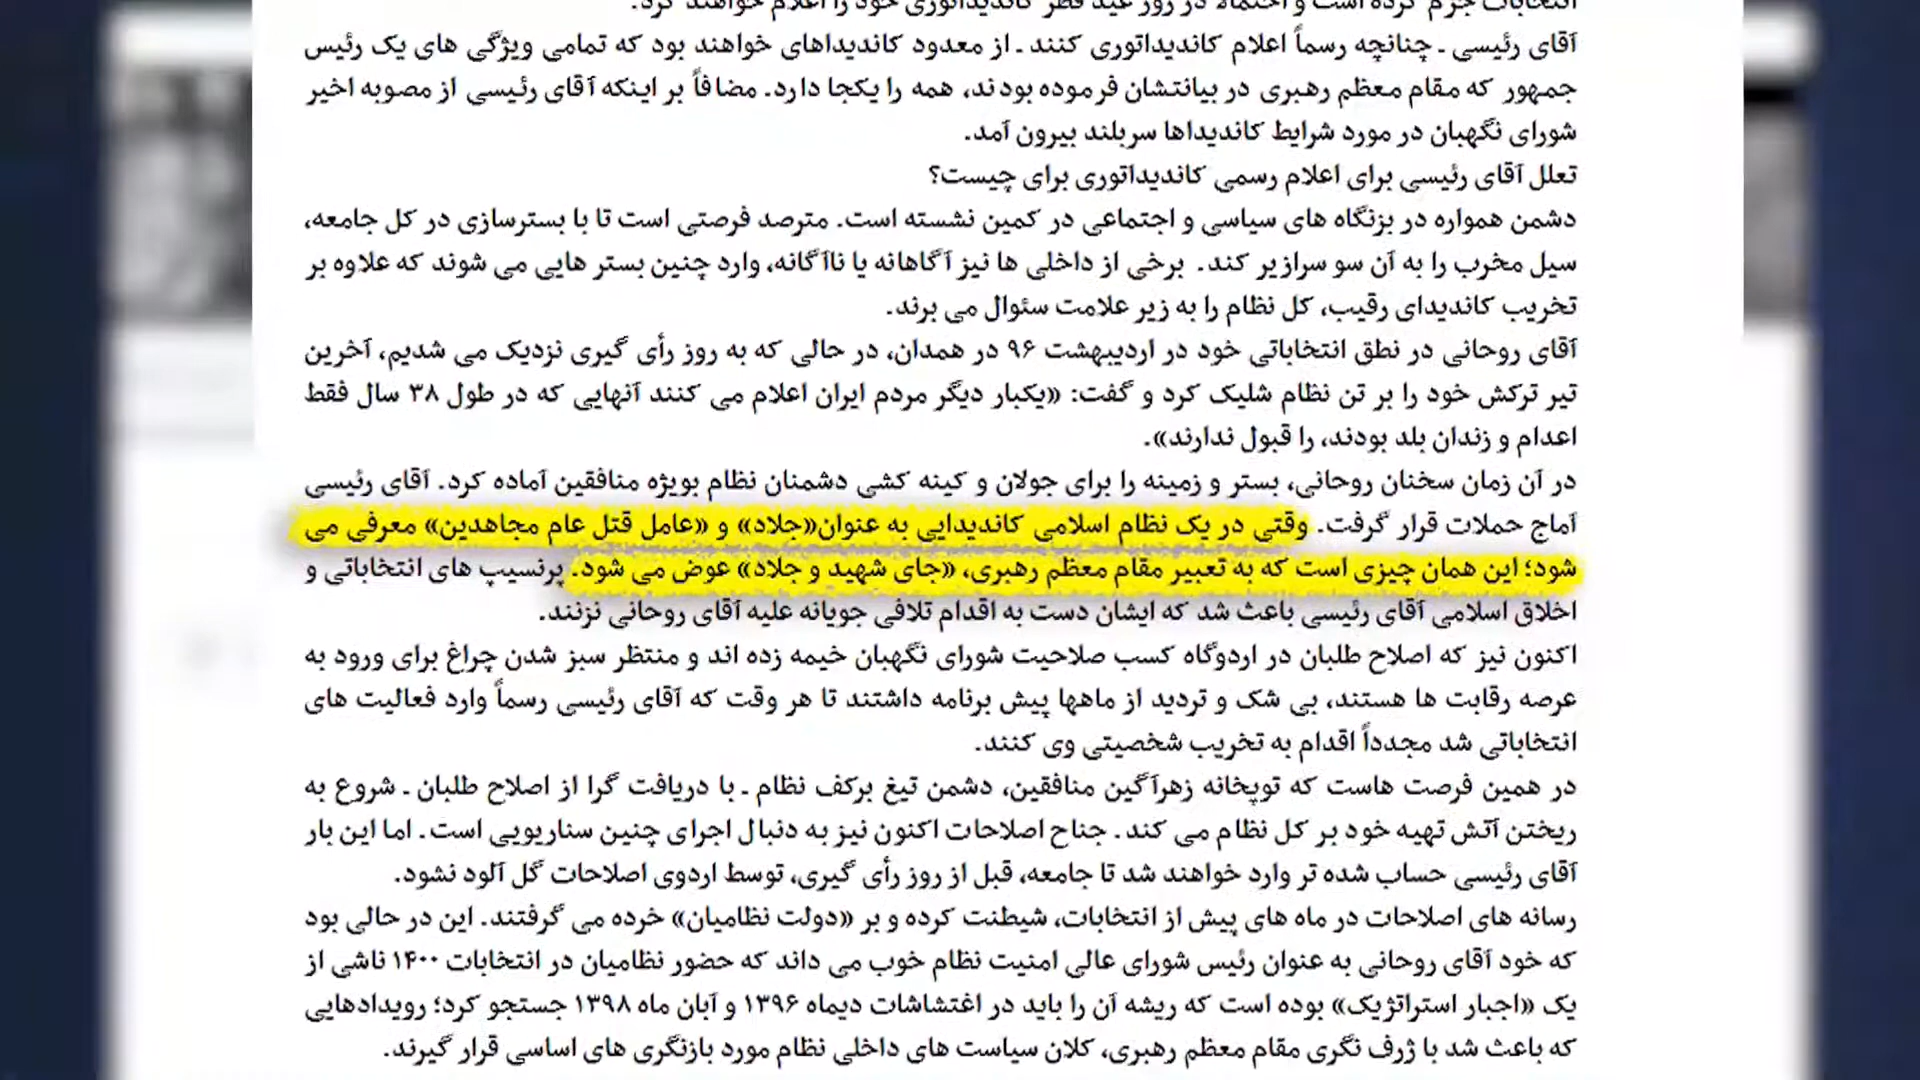 انتخابات جزم کرده است و احتمالا در روز عید فطر کاندیداتوری خود را اعلام خواهند کرد.
آقای رئیسی ـ چنانچه رسماً اعلام کاندیداتوری کنند ـ از معدود کاندیداهای خواهند بود که تمامی ویژگی های یک رئیس
جمهور که مقام معظم رهبری در بیانتشان فرموده بودند، همه را یکجا دارد. مضافاً بر اینکه آقای رئیسی از مصوبه اخیر
شورای نگهبان در مورد شرایط کاندیداها سربلند بیرون آمد.
تعلل آقای رئیسی برای اعلام رسمی کاندیداتوری برای چیست؟
دشمن همواره در بزنگاه های سیاسی و اجتماعی در کمین نشسته است. مترصد فرصتی است تا با بسترسازی در کل جامعه،
سیل مخرب را به آن سو سرازیر کند. برخی از داخلی ها نیز آگاهانه یا ناآگانه، وارد چنین بستر هایی می شوند که علاوه بر
تخریب کاندیدای رقیب، کل نظام را به زیر علامت سئوال می برند.
آقای روحانی در نطق انتخاباتی خود در اردیبهشت ۹۶ در همدان، در حالی که به روز رأی گیری نزدیک می شدیم، آخرین
تیر ترکش خود را بر تن نظام شلیک کرد و گفت: «یکبار دیگر مردم ایران اعلام می کنند آنهایی که در طول ۳۸ سال فقط
اعدام و زندان بلد بودند، را قبول ندارند».
در آن زمان سخنان روحانی، بستر و زمینه را برای جولان و کینه کشی دشمنان نظام بویژه منافقین آماده کرد. آقای رئیسی
آماج حملات قرار گرفت. وقتی در یک نظام اسلامی کاندیدایی به عنوان«جلاد» و «عامل قتل عام مجاهدین» معرفی می
شود؛ این همان چیزی است که به تعبیر مقام معظم رهبری، «جای شهید و جلاد» عوض می شود. پرنسیپ های انتخاباتی و
اخلاق اسلامی آقای رئیسی باعث شد که ایشان دست به اقدام تلافی جویانه علیه آقای روحانی نزنند.
اکنون نیز که اصلاح طلبان در اردوگاه کسب صلاحیت شورای نگهبان خیمه زده اند و منتظر سبز شدن چراغ برای ورود به
عرصه رقابت ها هستند، بی شک و تردید از ماهها پیش برنامه داشتند تا هر وقت که آقای رئیسی رسماً وارد فعالیت های
انتخاباتی شد مجدداً اقدام به تخریب شخصیتی وی کنند.
در همین فرصت هاست که توپخانه زهرآگین منافقین، دشمن تیغ برکف نظام ـ با دریافت گرا از اصلاح طلبان ـ شروع به
ریختن آتش تهیه خود بر کل نظام می کند. جناح اصلاحات اکنون نیز به دنبال اجرای چنین سناریویی است. اما این بار
آقای رئیسی حساب شده تر وارد خواهند شد تا جامعه، قبل از روز رأی گیری، توسط اردوی اصلاحات گل آلود نشود.
رسانه های اصلاحات در ماه های پیش از انتخابات، شیطنت کرده و بر «دولت نظامیان» خرده می گرفتند. این در حالی بود
که خود آقای روحانی به عنوان رئیس شورای عالی امنیت نظام خوب می داند که حضور نظامیان در انتخابات ۱۴۰۰ ناشی از
یک «اجبار استراتژیک» بوده است که ریشه آن را باید در اغتشاشات دیماه ۱۳۹۶ و آبان ماه ۱۳۹۸ جستجو کرد؛ رویدادهایی
که باعث شد با ژرف نگری مقام معظم رهبری، کلان سیاست های داخلی نظام مورد بازنگری های اساسی قرار گیرند.